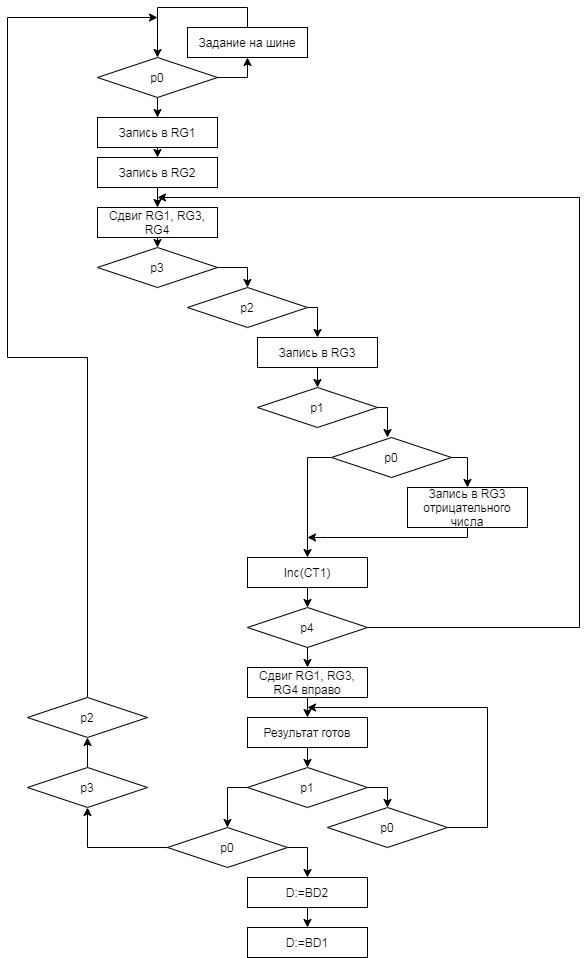 Задание на шине
p0
Запись в RG1
Запись в RG2
Сдвиг RG1, RG3,
RG4
p3
p2
Запись в RG3
p1
p0
Запись в RG3
отрицательного
числа
Inc(CT1)
p4
Сдвиг RG1, RG3,
RG4 вправо
p2
Результат готов
p3
p1
p0
p0
D:=BD2
D:=BD1